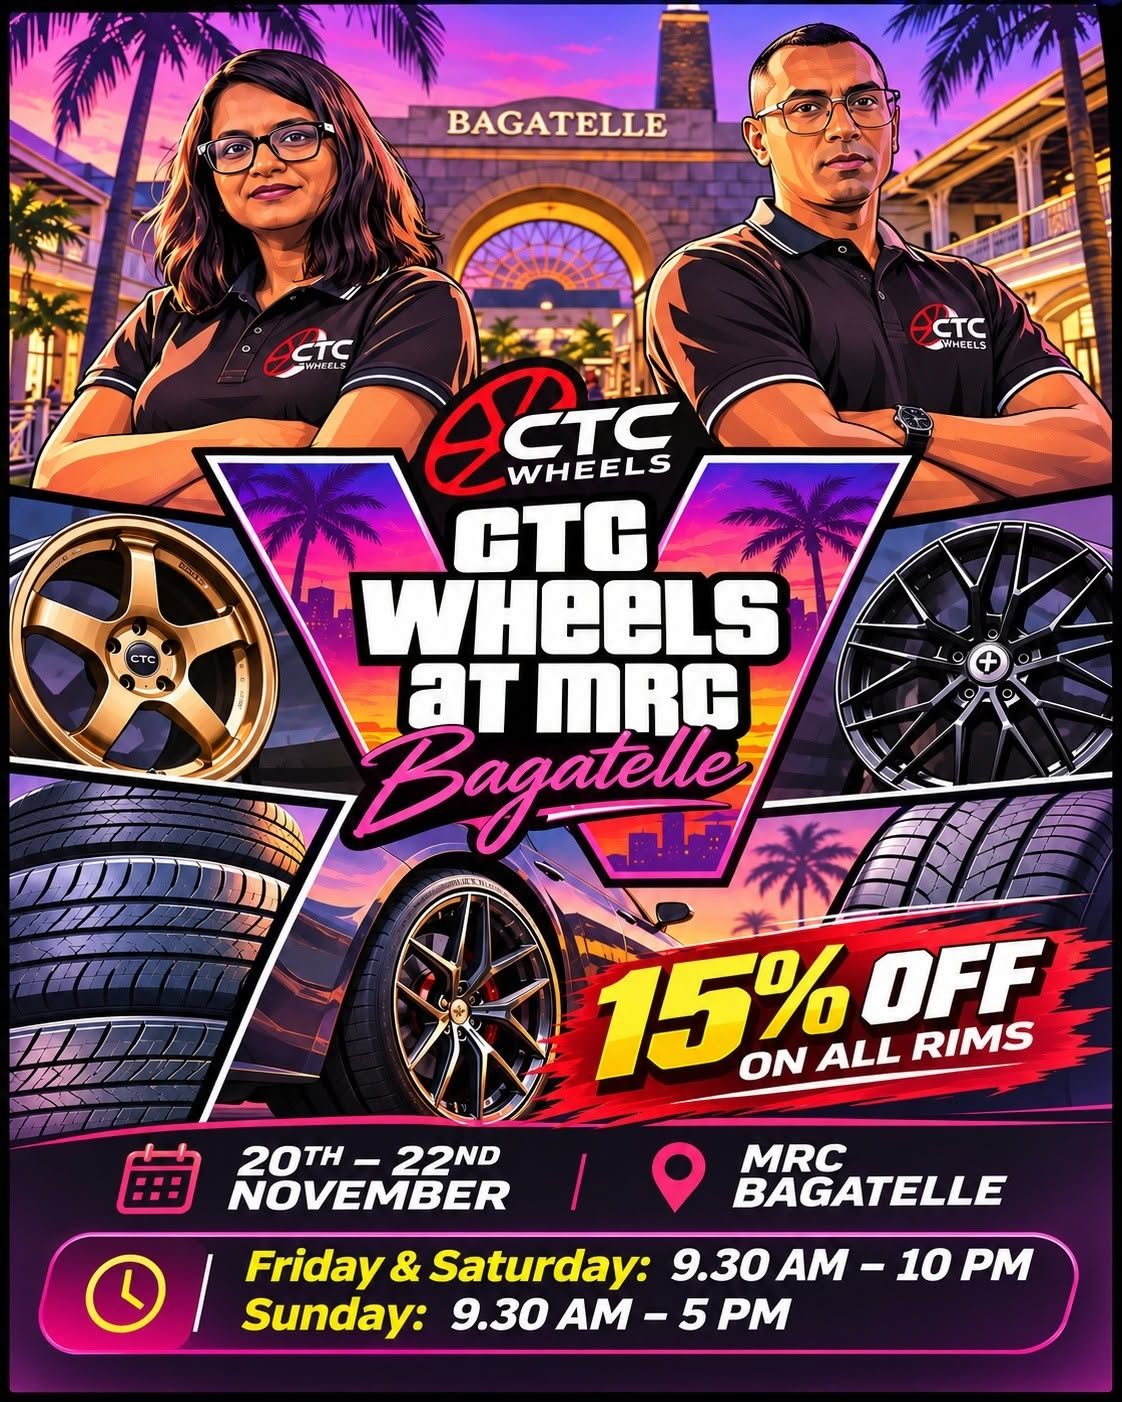 BAGATELLE
CTC
WHEELS
CTC
WHEELS
CTC
WHEELS
CTC
WHEELS
AT MRC
Bagatelle
CTC
15% OFF
ON ALL RIMS
20TH – 22ND
NOVEMBER
MRC
BAGATELLE
Friday & Saturday: 9.30 AM – 10 PM
Sunday: 9.30 AM – 5 PM